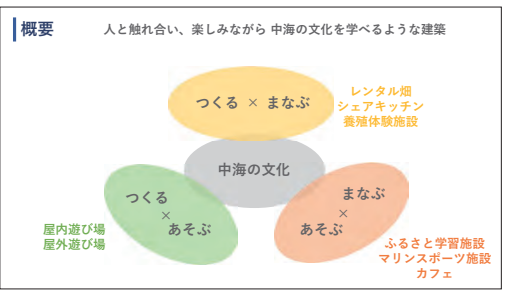 概要
人と触れ合い、楽しみながら 中海の文化を学べるような建築
つくる × まなぶ
レンタル畑
シェアキッチン
養殖体験施設
中海の文化
つくる
×
あそぶ
屋内遊び場
屋外遊び場
まなぶ
×
あそぶ
ふるさと学習施設
マリンスポーツ施設
カフェ